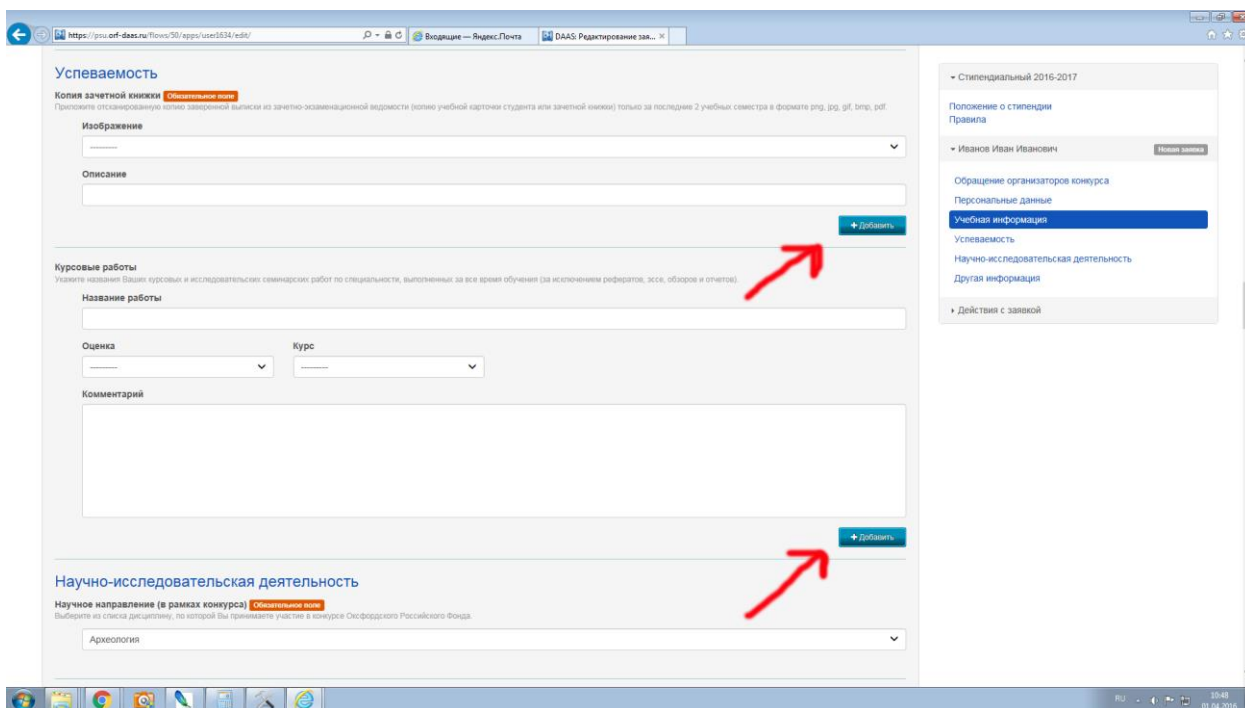 https://psu.orf-daas.ru/flows/50/apps/user1634/edit/
Входящие — Яндекс.Почта
DAAS: Редактирование зая...
Успеваемость
Копия зачетной книжки Обязательное поле
Приложите отсканированную копию заверенной выписки из зачетно-экзаменационной ведомости (копию учебной карточки студента или зачетной книжки) только за последние 2 учебных семестра в формате png, jpg, gif, bmp, pdf.
Изображение
---------
Описание
+ Добавить
Курсовые работы
Укажите названия Ваших курсовых и исследовательских семинарских работ по специальности, выполненных за все время обучения (за исключением рефератов, эссе, обзоров и отчетов).
Название работы
Оценка Курс
--------- ---------
Комментарий
+ Добавить
Научно-исследовательская деятельность
Научное направление (в рамках конкурса) Обязательное поле
Выберите из списка дисциплину, по которой Вы принимаете участие в конкурсе Оксфордского Российского Фонда.
Археология
Стипендиальный 2016-2017
Положение о стипендии
Правила
Иванов Иван Иванович Новая заявка
Обращение организаторов конкурса
Персональные данные
Учебная информация
Успеваемость
Научно-исследовательская деятельность
Другая информация
Действия с заявкой
RU
10:48
01.04.2016